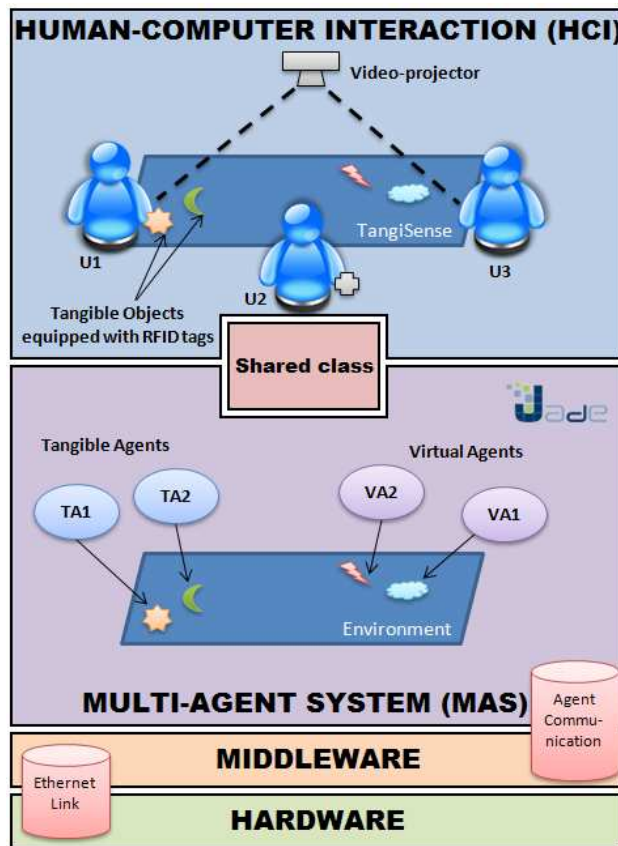 HUMAN-COMPUTER INTERACTION (HCI)
Video-projector
TangiSense
U1
U2
U3
Tangible Objects
equipped with RFID tags
Shared class
Jade
Tangible Agents
Virtual Agents
TA1
TA2
VA2
VA1
Environment
MULTI-AGENT SYSTEM (MAS)
Agent
Commu-
nication
MIDDLEWARE
Ethernet
Link
HARDWARE